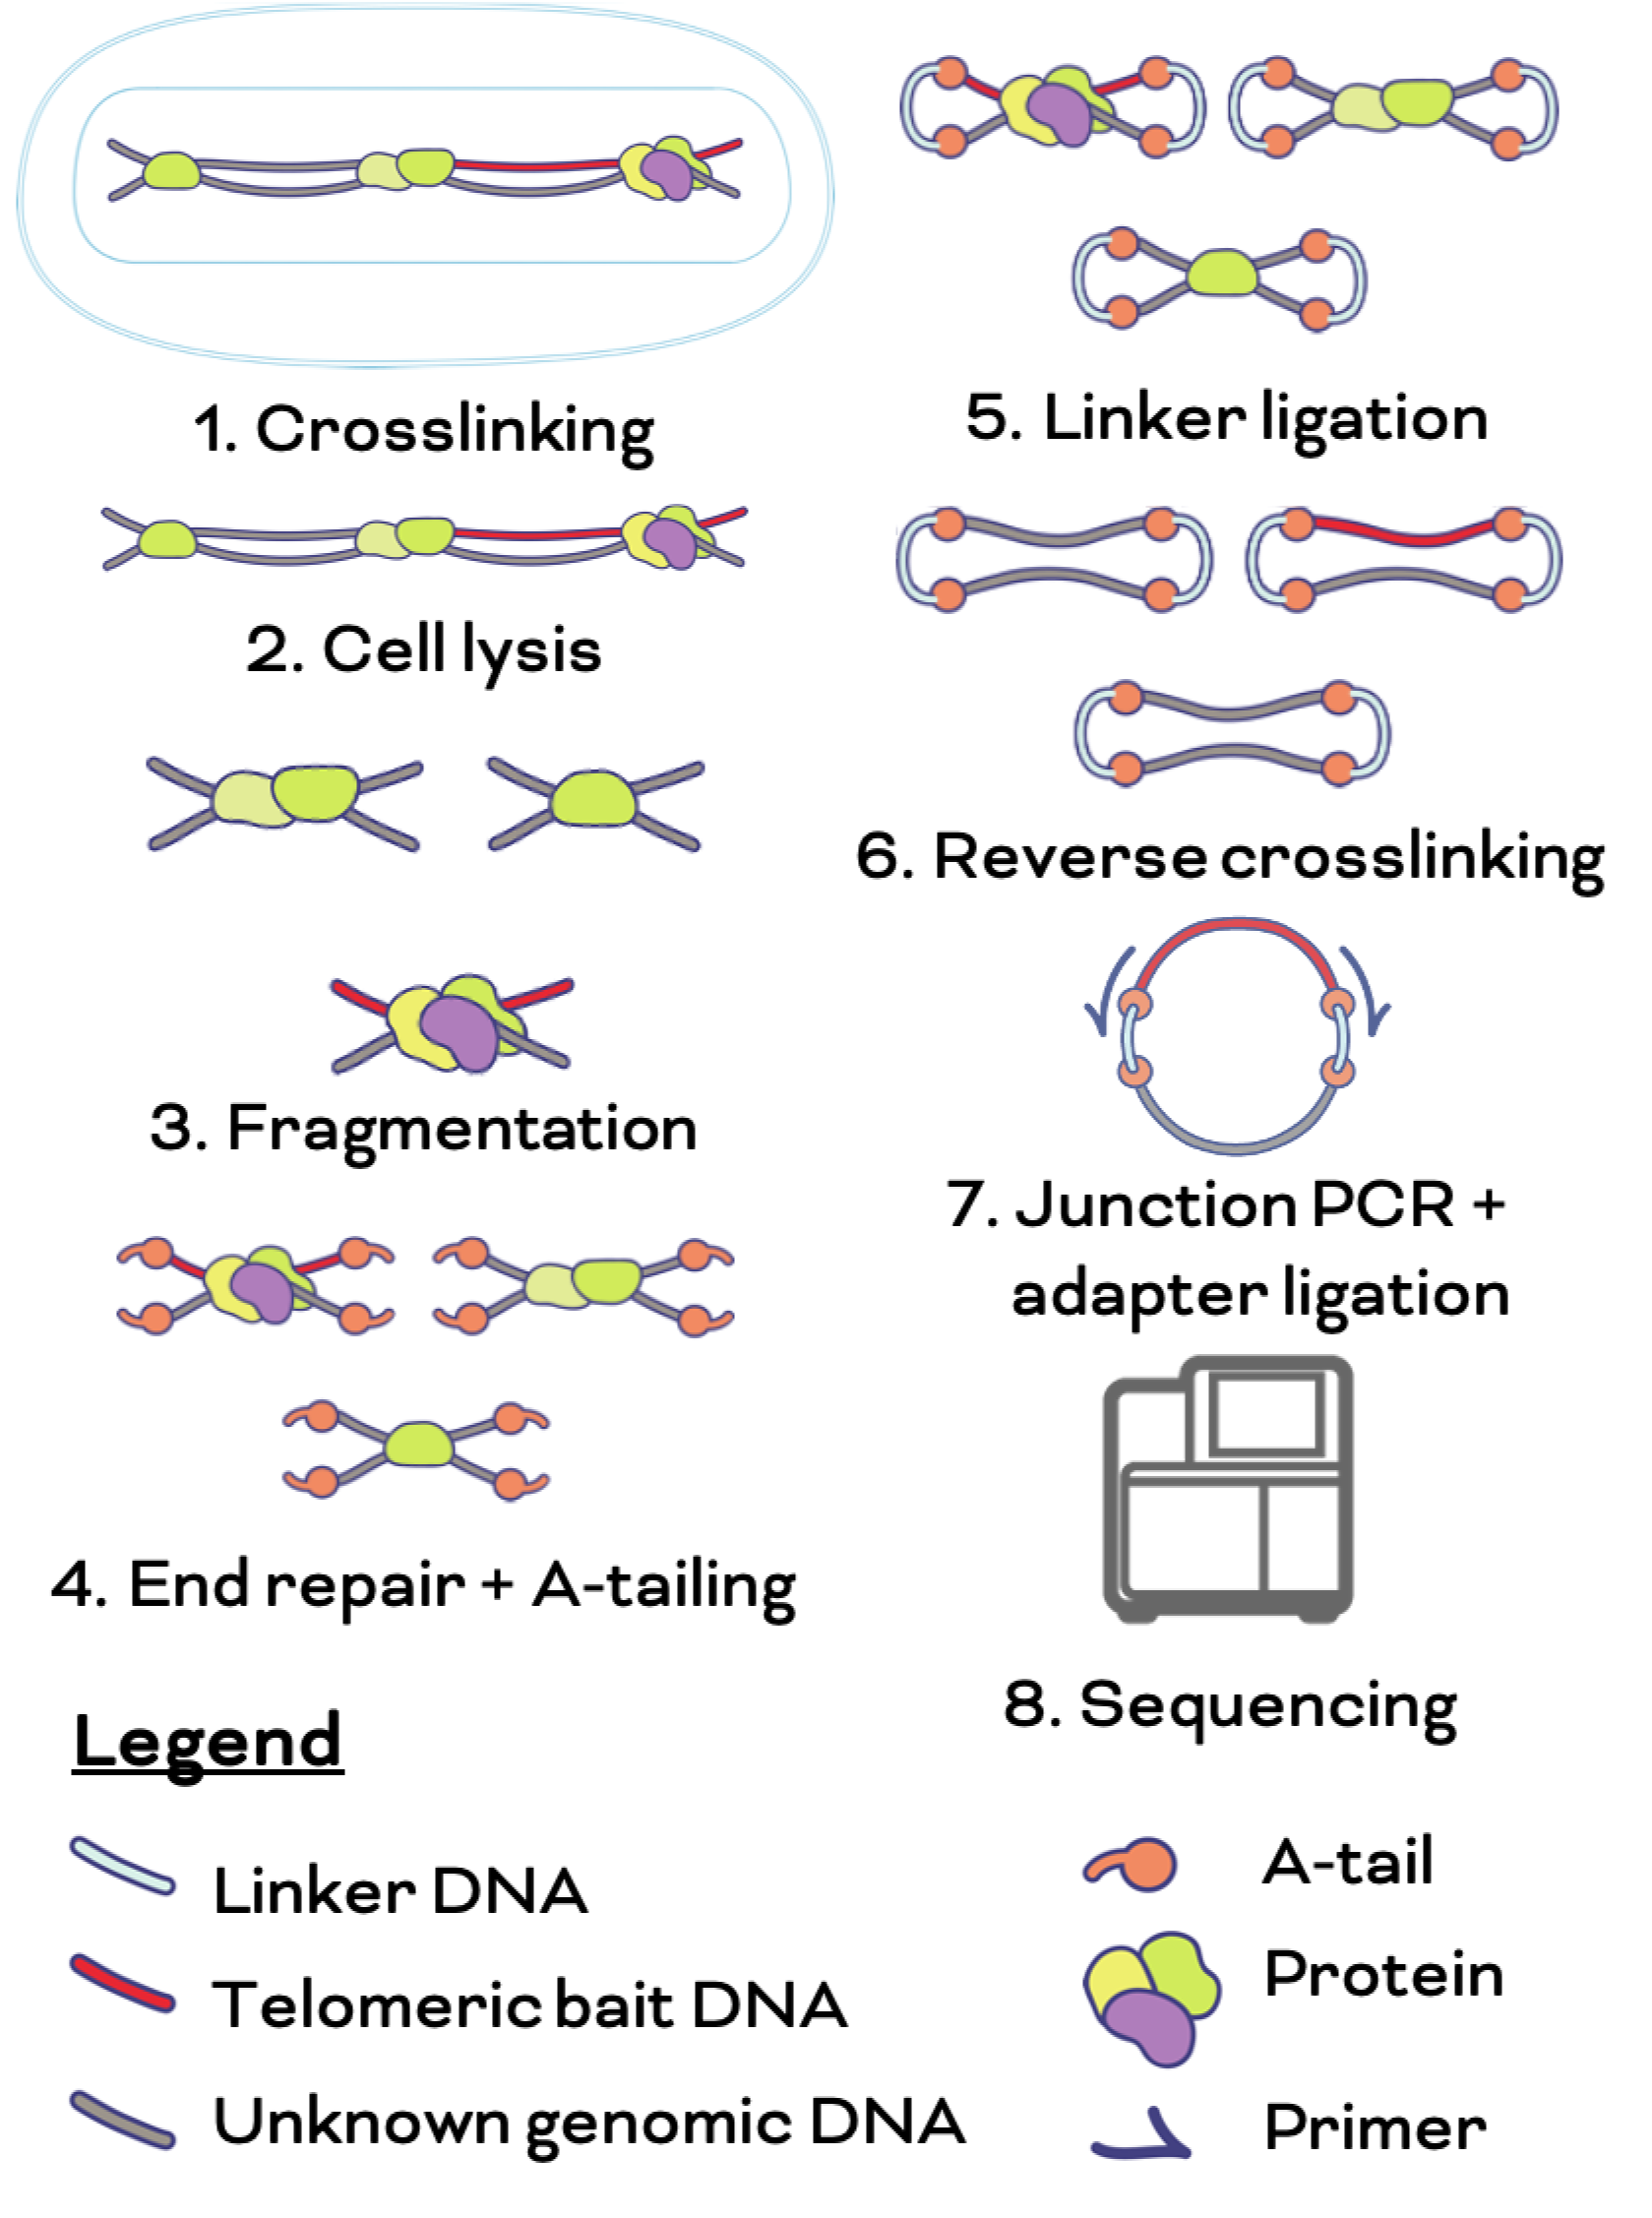 1. Crosslinking
2. Cell lysis
3. Fragmentation
4. End repair + A-tailing
5. Linker ligation
6. Reverse crosslinking
7. Junction PCR +
adapter ligation
8. Sequencing
Legend
Linker DNA
Telomeric bait DNA
Unknown genomic DNA
A-tail
Protein
Primer